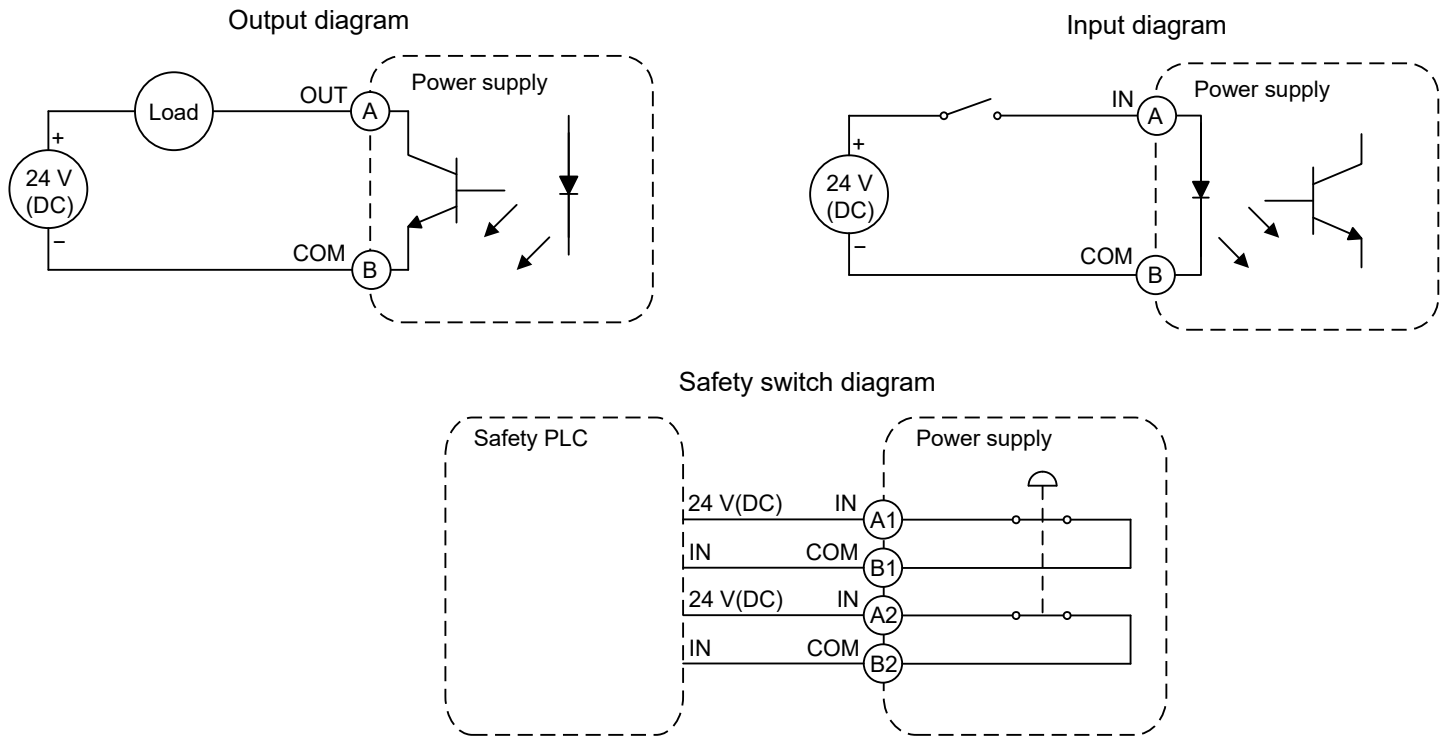 Output diagram
Power supply
OUT
A
Load
+
24 V
(DC)
−
COM
B
Input diagram
Power supply
IN
A
+
24 V
(DC)
−
COM
B
Safety switch diagram
Safety PLC
Power supply
24 V(DC) IN A1
IN COM B1
24 V(DC) IN A2
IN COM B2